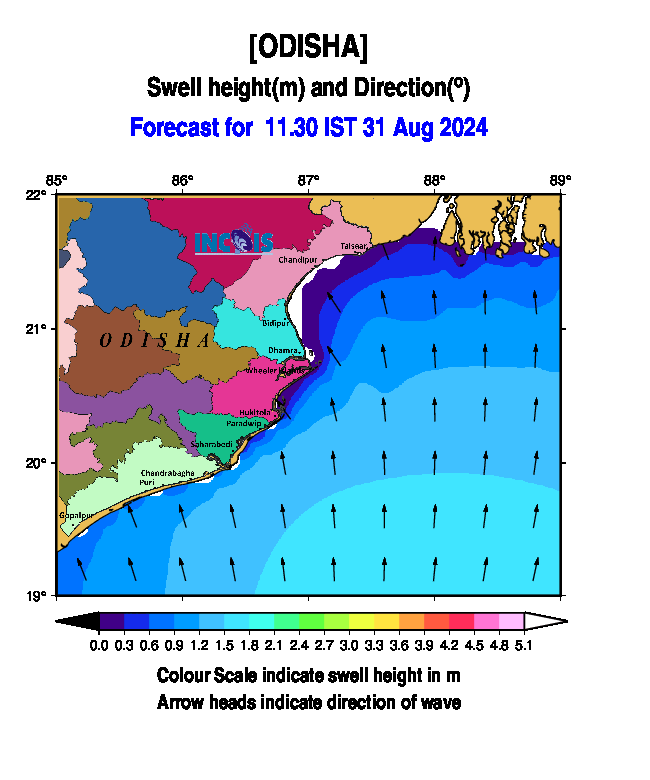 [ODISHA]
Swell height(m) and Direction(º)
Forecast for 11.30 IST 31 Aug 2024
85° 86° 87° 88° 89°
22°
INCOIS
Talsear
Chandipur
21°
Bidipur
ODISHA
Dhamra
Wheeler Islands
Hukitola
Paradwip
Saharabedi
20°
Chandrabagha
Puri
Gopalpur
19°
0.0 0.3 0.6 0.9 1.2 1.5 1.8 2.1 2.4 2.7 3.0 3.3 3.6 3.9 4.2 4.5 4.8 5.1
Colour Scale indicate swell height in m
Arrow heads indicate direction of wave